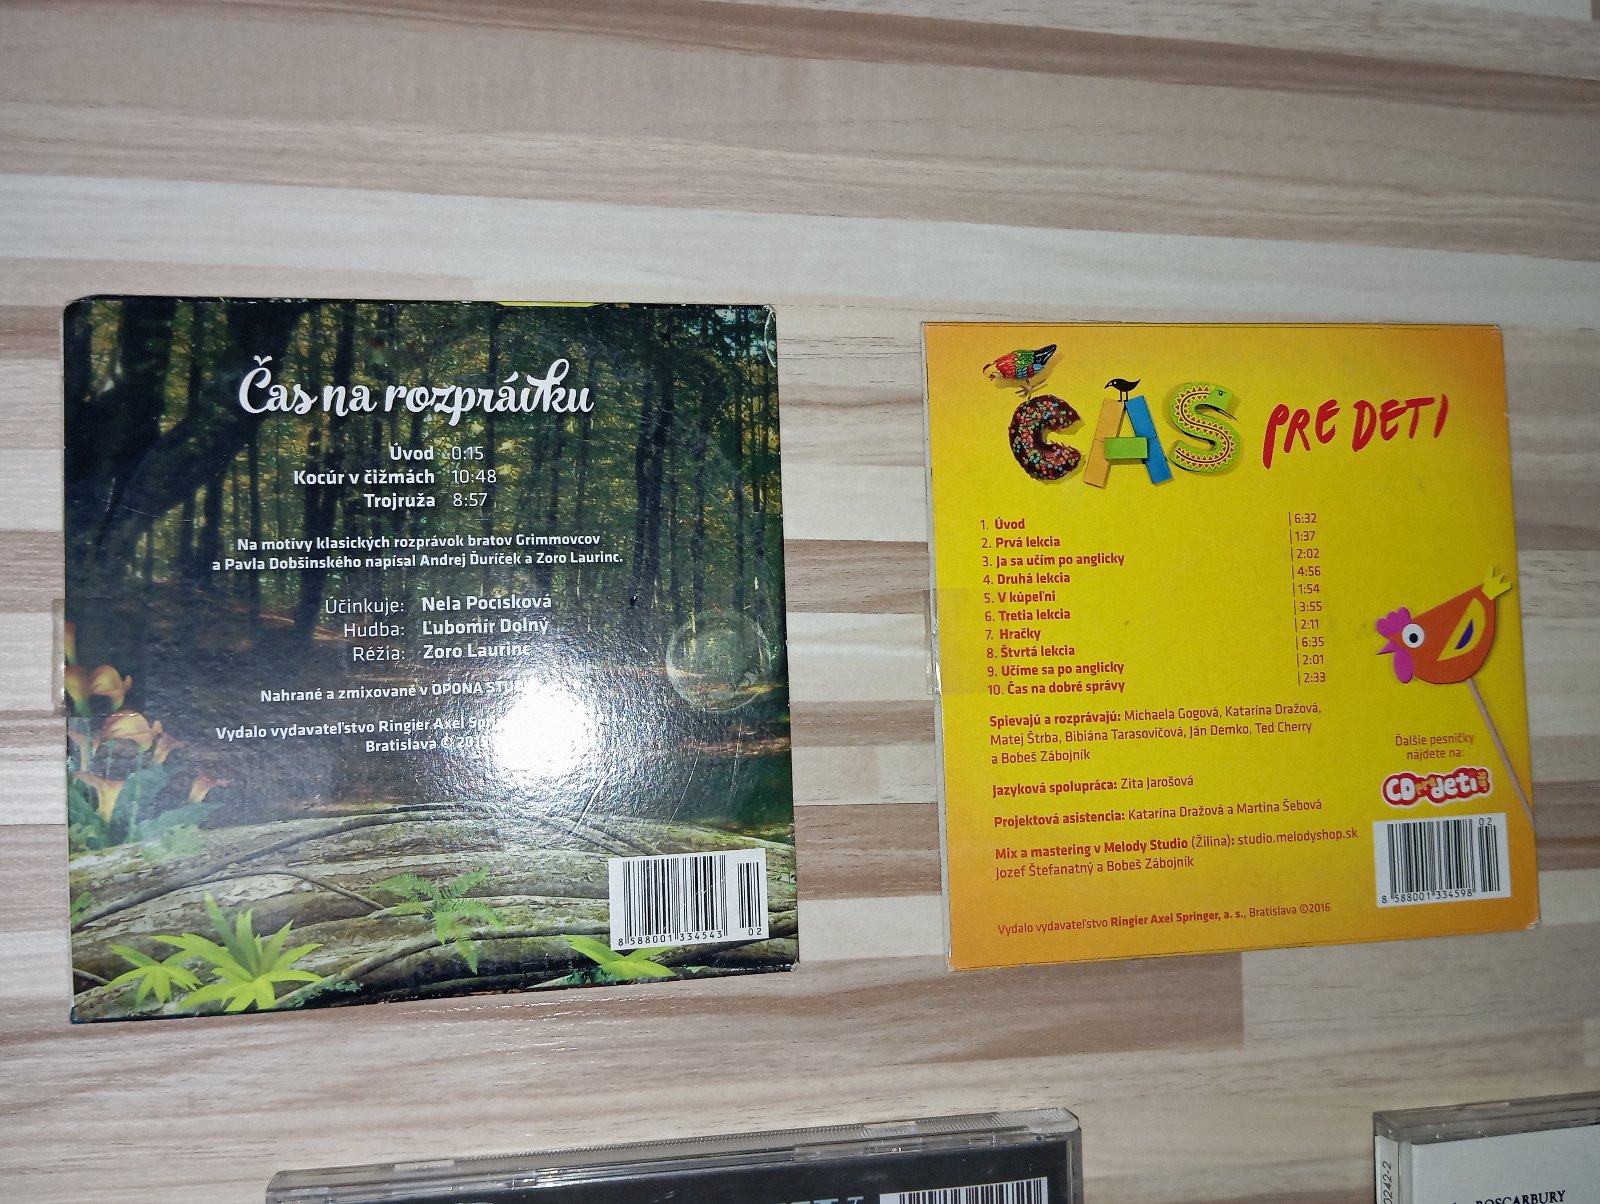 Čas na rozprávku
Úvod 0:15
Kocúr v čižmách 10:48
Trojruža 8:57
Na motívy klasických rozprávok bratov Grimmovcov
a Pavla Dobšinského napísal Andrej Ďuríček a Zoro Laurinc.
Účinkuje: Nela Pocisková
Hudba: Ľubomír Dolný
Réžia: Zoro Laurinc
Nahrané a zmixované v OPONA
Vydalo vydavateľstvo Ringier Axel
Bratislava ©
8 588001 334543 02
ČAS PRE DETI
1. Úvod 6:32
2. Prvá lekcia 1:37
3. Ja sa učím po anglicky 2:02
4. Druhá lekcia 4:56
5. V kúpeľni 1:54
6. Tretia lekcia 3:55
7. Hračky 2:11
8. Štvrtá lekcia 6:35
9. Učíme sa po anglicky 2:01
10. Čas na dobré správy 2:33
Spievajú a rozprávajú: Michaela Gogová, Katarína Dražová,
Matej Štrba, Bibiána Tarasovičová, Ján Demko, Ted Cherry
a Bobeš Zábojník
Jazyková spolupráca: Zita Jarošová
Projektová asistencia: Katarína Dražová a Martina Šebová
Mix a mastering v Melody Studio (Žilina): studio.melodyshop.sk
Jozef Štefanatný a Bobeš Zábojník
Vydalo vydavateľstvo Ringier Axel Springer, a. s., Bratislava ©2016
Ďalšie pesničky
nájdete na:
CD pre deti
02
8 588001 334598
0242-2
ROSCARBURY